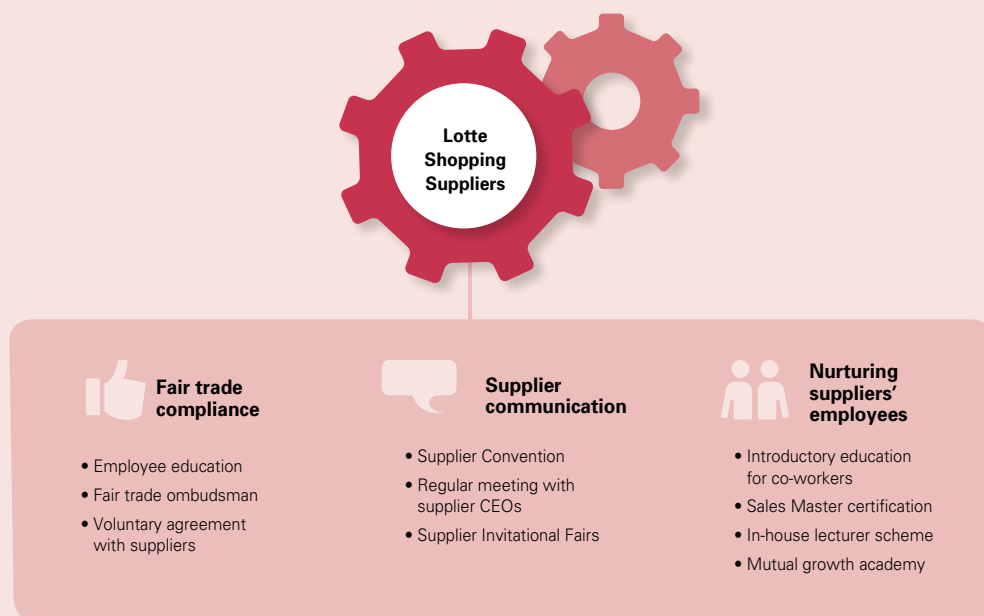 Lotte
Shopping
Suppliers
Fair trade
compliance
• Employee education
• Fair trade ombudsman
• Voluntary agreement
with suppliers
Supplier
communication
• Supplier Convention
• Regular meeting with
supplier CEOs
• Supplier Invitational Fairs
Nurturing
suppliers’
employees
• Introductory education
for co-workers
• Sales Master certification
• In-house lecturer scheme
• Mutual growth academy